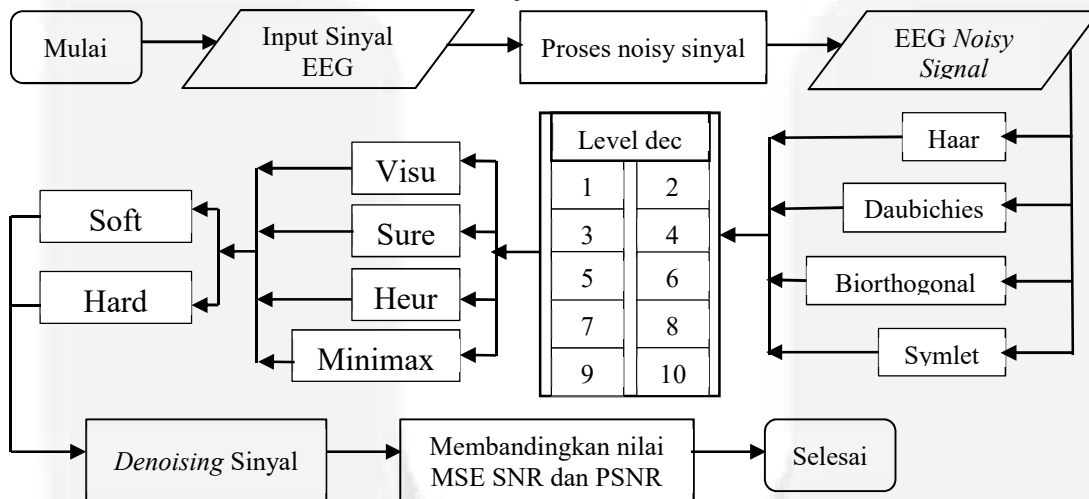 Mulai
Input Sinyal
EEG
Proses noisy sinyal
EEG Noisy
Signal
Haar
Daubichies
Biorthogonal
Symlet
Level dec
1 2
3 4
5 6
7 8
9 10
Visu
Sure
Heur
Minimax
Soft
Hard
Denoising Sinyal
Membandingkan nilai
MSE SNR dan PSNR
Selesai